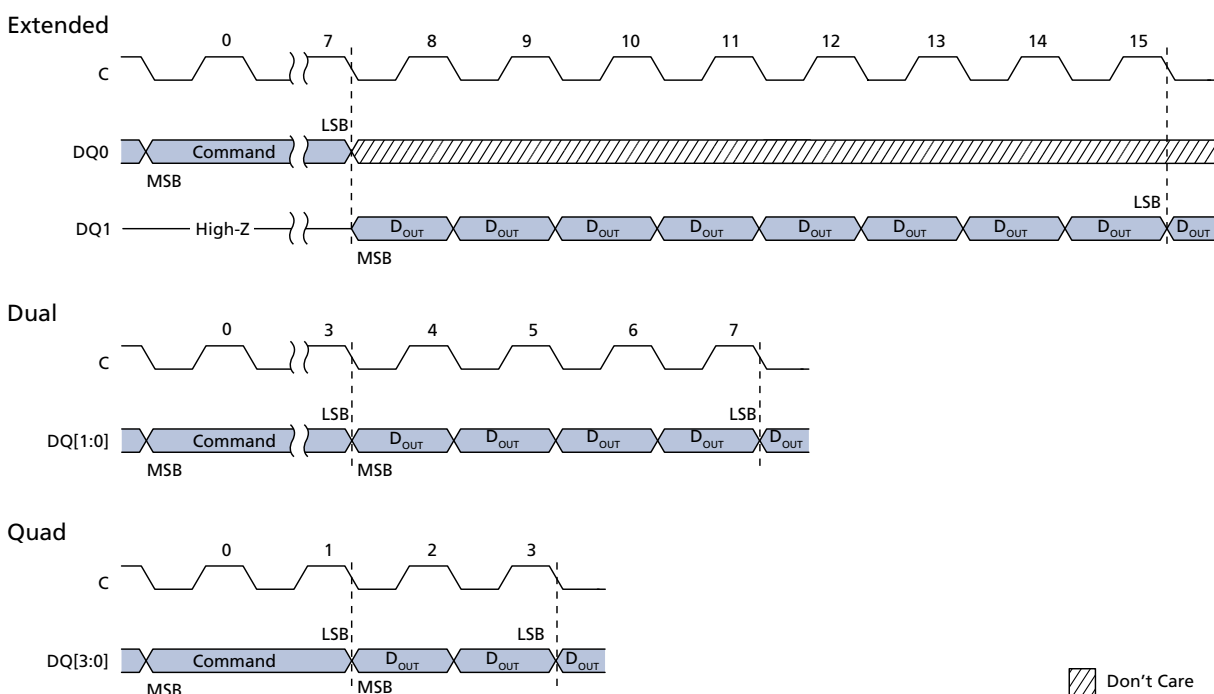 Extended
0 7 8 9 10 11 12 13 14 15
C
LSB
DQ0 Command
MSB
LSB
DQ1 High-Z DOUT DOUT DOUT DOUT DOUT DOUT DOUT DOUT DOUT
MSB
Dual
0 3 4 5 6 7
C
LSB LSB
DQ[1:0] Command DOUT DOUT DOUT DOUT DOUT
MSB MSB
Quad
0 1 2 3
C
LSB LSB
DQ[3:0] Command DOUT DOUT DOUT
MSB MSB
Don't Care